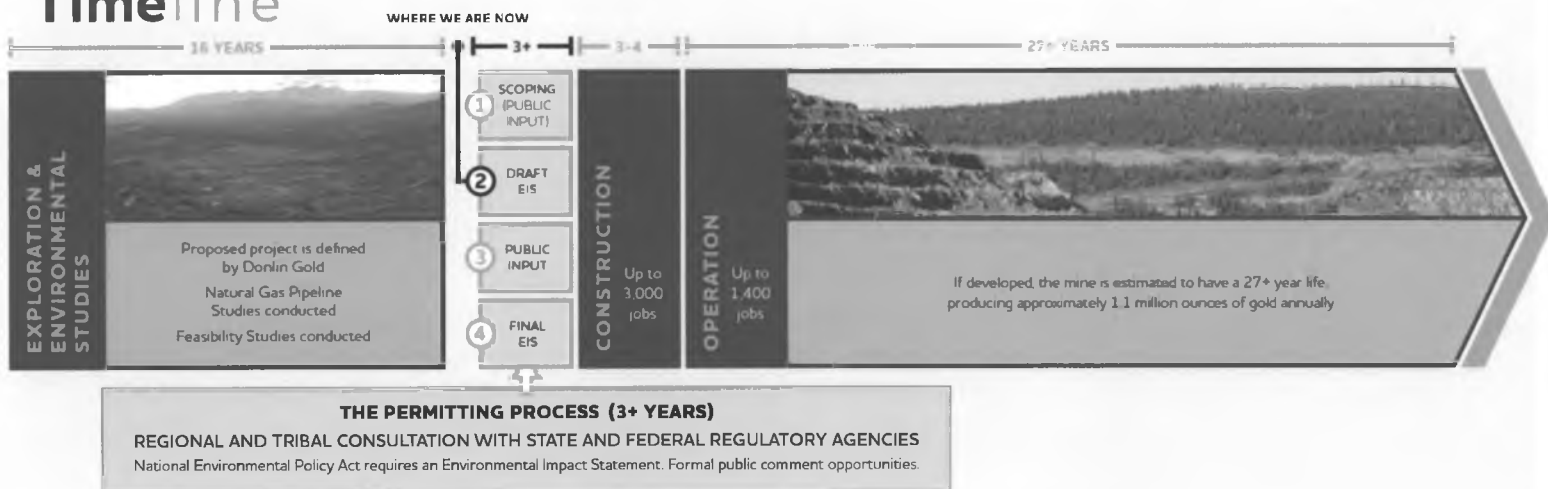 Timeline
WHERE WE ARE NOW
16 YEARS
3+
3-4
27+ YEARS
EXPLORATION &
ENVIRONMENTAL
STUDIES
Proposed project is defined
by Donlin Gold
Natural Gas Pipeline
Studies conducted
Feasibility Studies conducted
1
SCOPING
(PUBLIC
INPUT)
2
DRAFT
EIS
3
PUBLIC
INPUT
4
FINAL
EIS
CONSTRUCTION
Up to
3,000
jobs
OPERATION
Up to
1,400
jobs
If developed, the mine is estimated to have a 27+ year life,
producing approximately 1.1 million ounces of gold annually
THE PERMITTING PROCESS (3+ YEARS)
REGIONAL AND TRIBAL CONSULTATION WITH STATE AND FEDERAL REGULATORY AGENCIES
National Environmental Policy Act requires an Environmental Impact Statement. Formal public comment opportunities.